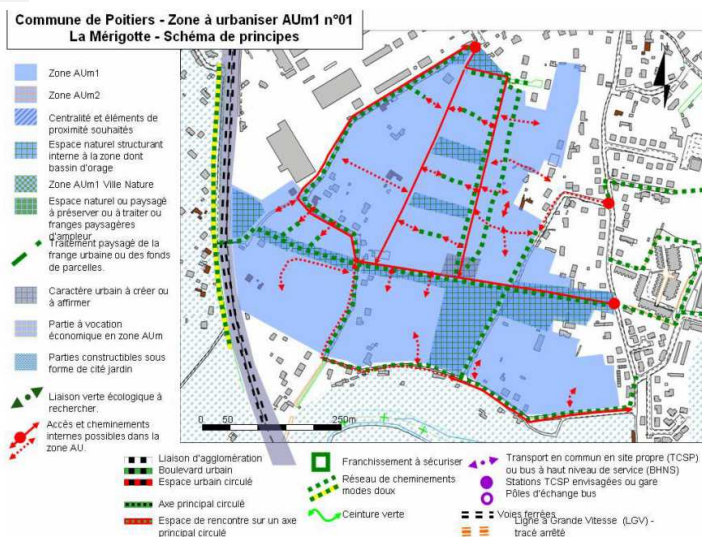 Commune de Poitiers - Zone à urbaniser AUm1 n°01
La Mérigotte - Schéma de principes
Zone AUm1
Zone AUm2
Centralité et éléments de
proximité souhaités
Espace naturel structurant
interne à la zone dont
bassin d'orage
Zone AUm1 Ville Nature
Espace naturel ou paysagé
à préserver ou à traiter ou
franges paysagères
d'ampleur
Traitement paysagé de la
frange urbaine ou des fonds
de parcelles.
Caractère urbain à créer ou
à affirmer
Partie à vocation
économique en zone AUm
Parties constructibles sous
forme de cité jardin
Liaison verte écologique à
rechercher.
Accès et cheminements
internes possibles dans la
zone AU.
N
0 50 250m
Liaison d'agglomération
Boulevard urbain
Espace urbain circulé
Axe principal circulé
Espace de rencontre sur un axe
principal circulé
Franchissement à sécuriser
Réseau de cheminements
modes doux
Ceinture verte
Transport en commun en site propre (TCSP)
ou bus à haut niveau de service (BHNS)
Stations TCSP envisagées ou gare
Pôles d'échange bus
Voies ferrées
Ligne à Grande Vitesse (LGV) -
tracé arrêté